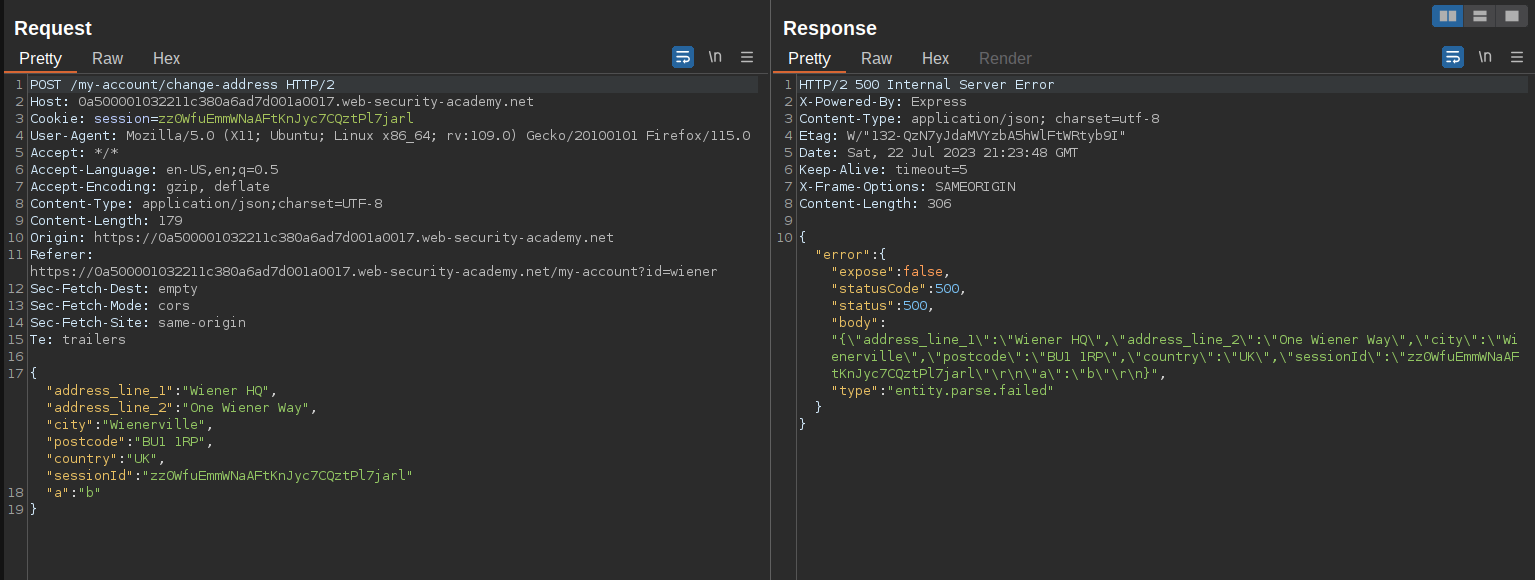 Request
Pretty Raw Hex \n
1 POST /my-account/change-address HTTP/2
2 Host: 0a500001032211c380a6ad7d001a0017.web-security-academy.net
3 Cookie: session=zzOWfuEmmWNaAFtKnJyc7CQztPl7jarl
4 User-Agent: Mozilla/5.0 (X11; Ubuntu; Linux x86_64; rv:109.0) Gecko/20100101 Firefox/115.0
5 Accept: */*
6 Accept-Language: en-US,en;q=0.5
7 Accept-Encoding: gzip, deflate
8 Content-Type: application/json;charset=UTF-8
9 Content-Length: 179
10 Origin: https://0a500001032211c380a6ad7d001a0017.web-security-academy.net
11 Referer:
https://0a500001032211c380a6ad7d001a0017.web-security-academy.net/my-account?id=wiener
12 Sec-Fetch-Dest: empty
13 Sec-Fetch-Mode: cors
14 Sec-Fetch-Site: same-origin
15 Te: trailers
16
17 {
"address_line_1":"Wiener HQ",
"address_line_2":"One Wiener Way",
"city":"Wienerville",
"postcode":"BU1 1RP",
"country":"UK",
"sessionId":"zzOWfuEmmWNaAFtKnJyc7CQztPl7jarl"
18 "a":"b"
19 }
Response
Pretty Raw Hex Render \n
1 HTTP/2 500 Internal Server Error
2 X-Powered-By: Express
3 Content-Type: application/json; charset=utf-8
4 Etag: W/"132-QzN7yJdaMVYzbA5hWlFtWRtyb9I"
5 Date: Sat, 22 Jul 2023 21:23:48 GMT
6 Keep-Alive: timeout=5
7 X-Frame-Options: SAMEORIGIN
8 Content-Length: 306
9
10 {
"error":{
"expose":false,
"statusCode":500,
"status":500,
"body":
"{\"address_line_1\":\"Wiener HQ\",\"address_line_2\":\"One Wiener Way\",\"city\":\"Wi
enerville\",\"postcode\":\"BU1 1RP\",\"country\":\"UK\",\"sessionId\":\"zzOWfuEmmWNaAF
tKnJyc7CQztPl7jarl\"\r\n\"a\":\"b\"\r\n}",
"type":"entity.parse.failed"
}
}